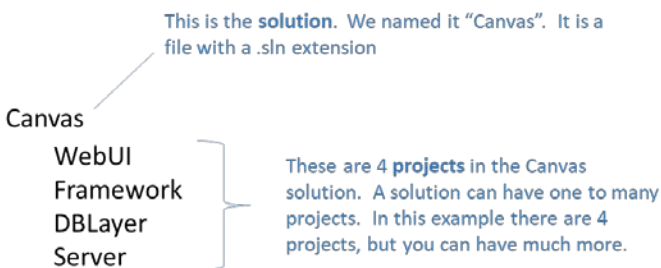 This is the solution. We named it “Canvas”. It is a
file with a .sln extension
Canvas
WebUI
Framework
DBLayer
Server
These are 4 projects in the Canvas
solution. A solution can have one to many
projects. In this example there are 4
projects, but you can have much more.